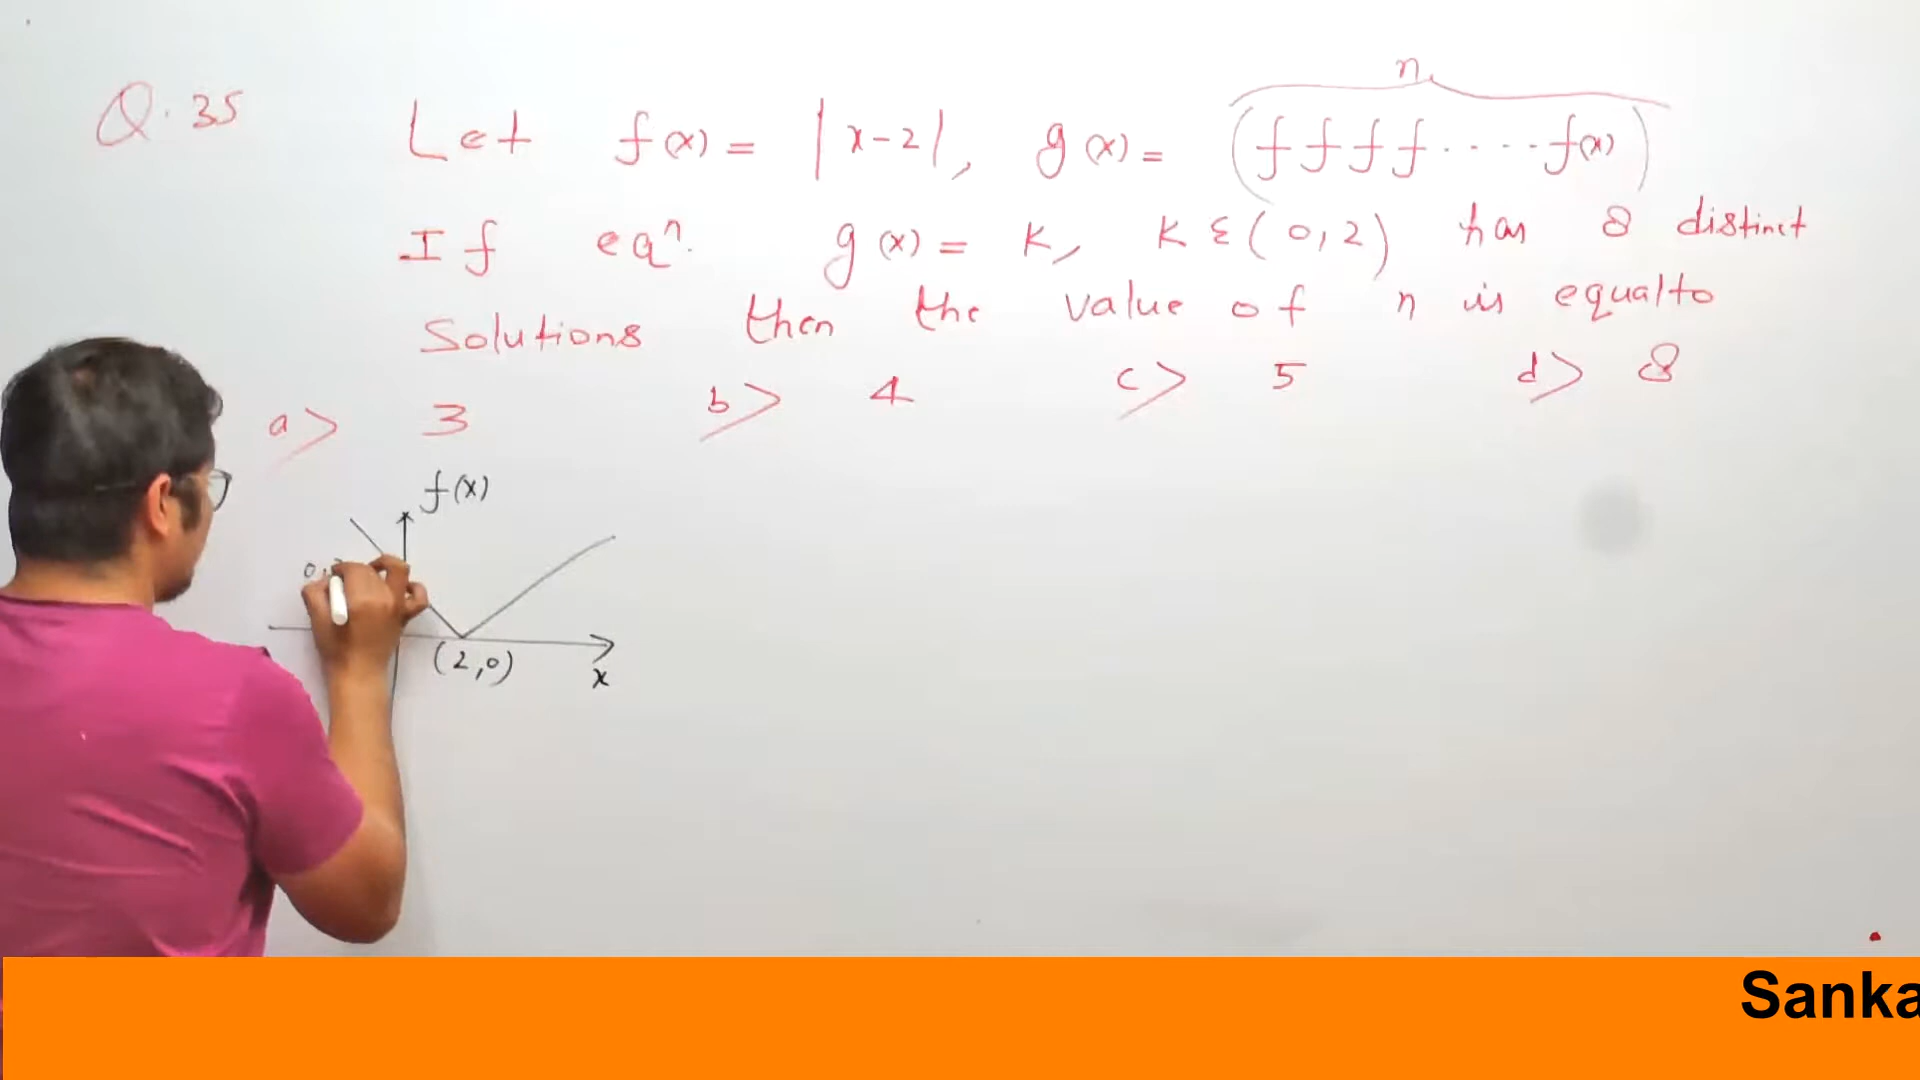 n
Q. 35 Let f(x) = |x-2|, g(x) = (f f f f ..... f(x))
If eqn. g(x) = K, K ε (0,2) has 8 distinct
Solutions then the value of n is equal to
a> 3 b> 4 c> 5 d> 8
f(x)
(2,0)
x
Sanka